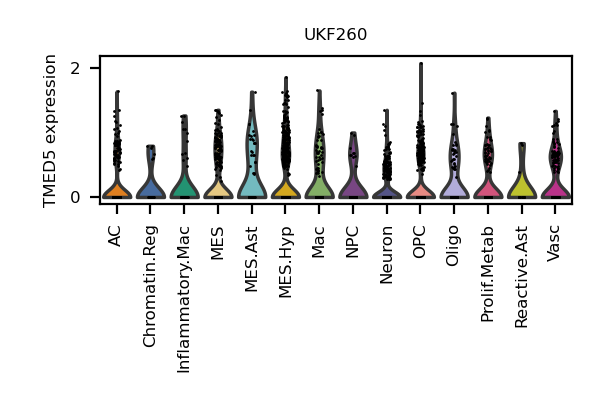 UKF260
TMED5 expression
2
0
AC
Chromatin.Reg
Inflammatory.Mac
MES
MES.Ast
MES.Hyp
Mac
NPC
Neuron
OPC
Oligo
Prolif.Metab
Reactive.Ast
Vasc